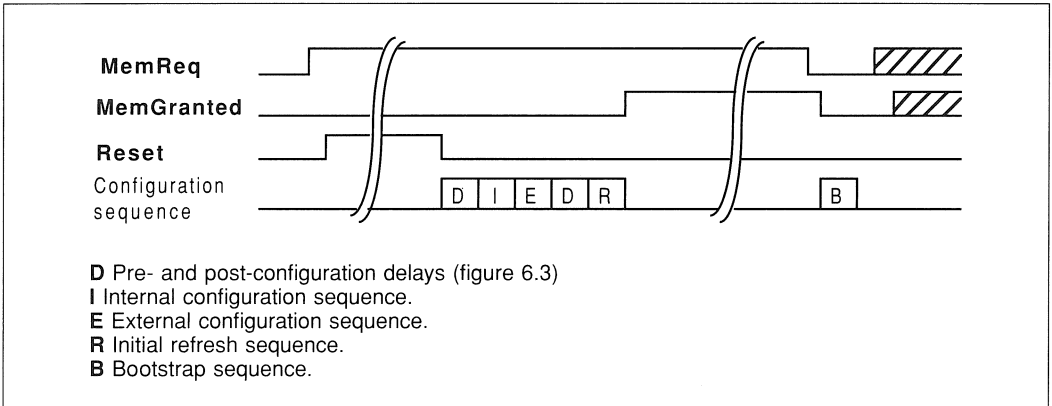 MemReq
MemGranted
Reset
Configuration
sequence
D I E D R
B
D Pre- and post-configuration delays (figure 6.3)
I Internal configuration sequence.
E External configuration sequence.
R Initial refresh sequence.
B Bootstrap sequence.